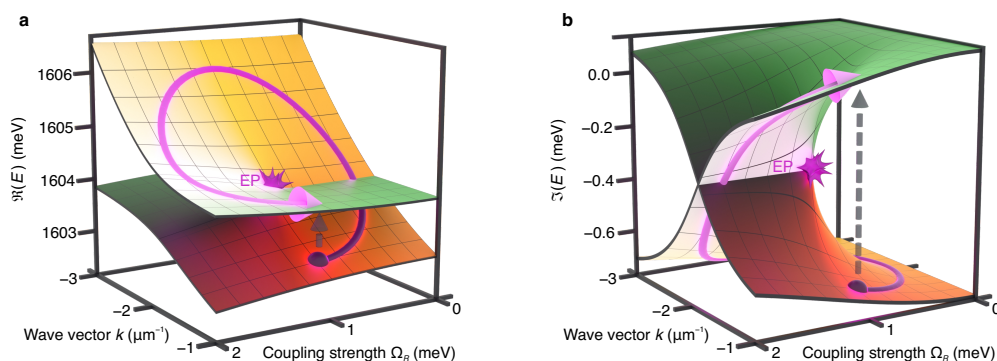 a
1606
1605
1604
1603
ℜ(E) (meV)
EP
−3
−2
−1
Wave vector k (µm⁻¹)
2
1
0
Coupling strength Ω_R (meV)
b
0.0
−0.2
−0.4
−0.6
ℑ(E) (meV)
EP
−3
−2
−1
Wave vector k (µm⁻¹)
2
1
0
Coupling strength Ω_R (meV)